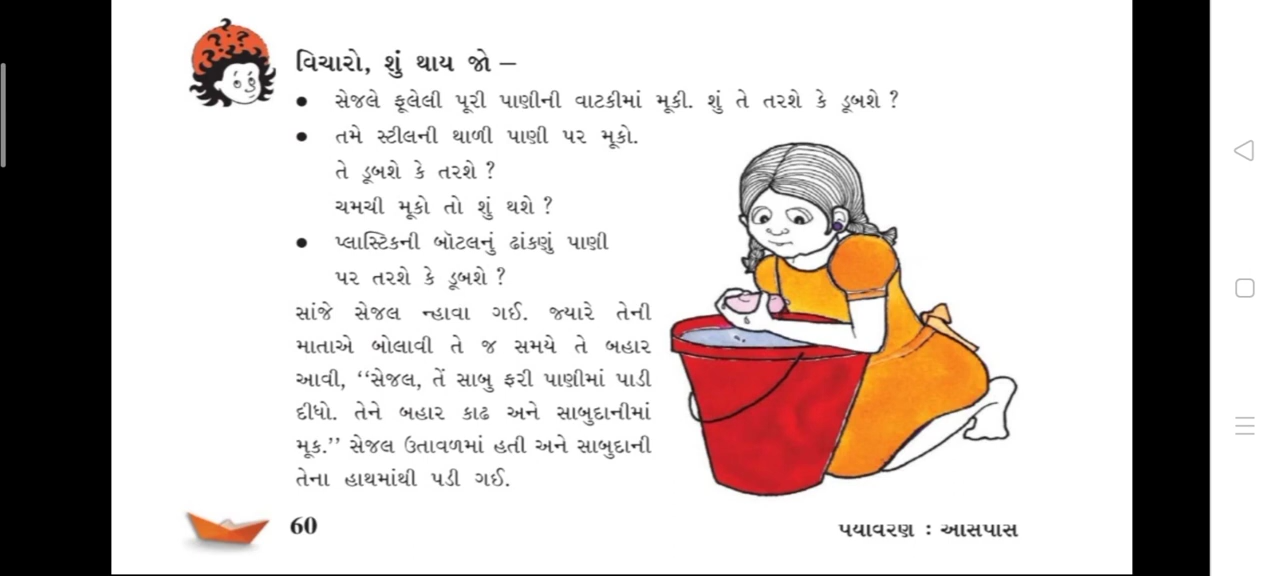 વિચારો, શું થાય જો –
• સેજલે ફૂલેલી પૂરી પાણીની વાટકીમાં મૂકી. શું તે તરશે કે ડૂબશે ?
• તમે સ્ટીલની થાળી પાણી પર મૂકો.
તે ડૂબશે કે તરશે ?
ચમચી મૂકો તો શું થશે ?
• પ્લાસ્ટિકની બૉટલનું ઢાંકણું પાણી
પર તરશે કે ડૂબશે ?
સાંજે સેજલ ન્હાવા ગઈ. જ્યારે તેની
માતાએ બોલાવી તે જ સમયે તે બહાર
આવી, “સેજલ, તેં સાબુ ફરી પાણીમાં પાડી
દીધો. તેને બહાર કાઢ અને સાબુદાનીમાં
મૂક.” સેજલ ઉતાવળમાં હતી અને સાબુદાની
તેના હાથમાંથી પડી ગઈ.
60
પયાવરણ : આસપાસ